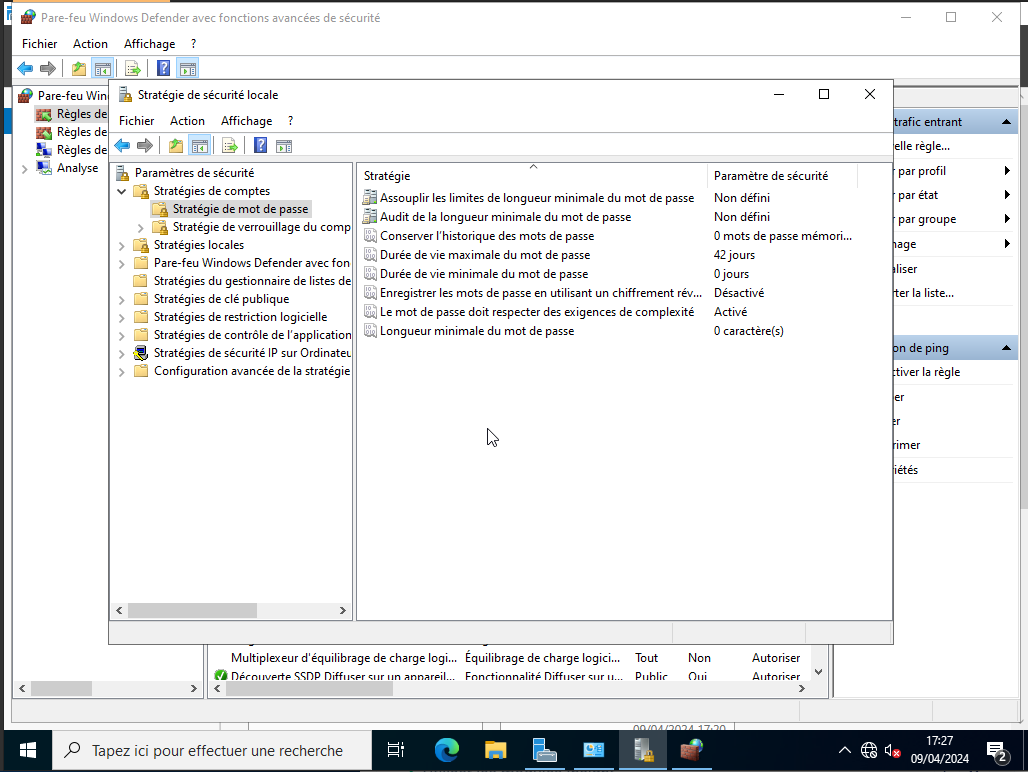 Pare-feu Windows Defender avec fonctions avancées de sécurité
Fichier Action Affichage ?
Pare-feu Wind
Règles de
Règles de
Règles de
Analyse
Stratégie de sécurité locale
Fichier Action Affichage ?
Paramètres de sécurité
Stratégies de comptes
Stratégie de mot de passe
Stratégie de verrouillage du comp
Stratégies locales
Pare-feu Windows Defender avec fon
Stratégies du gestionnaire de listes de
Stratégies de clé publique
Stratégies de restriction logicielle
Stratégies de contrôle de l'application
Stratégies de sécurité IP sur Ordinateu
Configuration avancée de la stratégie
Stratégie Paramètre de sécurité
Assouplir les limites de longueur minimale du mot de passe Non défini
Audit de la longueur minimale du mot de passe Non défini
Conserver l'historique des mots de passe 0 mots de passe mémori...
Durée de vie maximale du mot de passe 42 jours
Durée de vie minimale du mot de passe 0 jours
Enregistrer les mots de passe en utilisant un chiffrement rév... Désactivé
Le mot de passe doit respecter des exigences de complexité Activé
Longueur minimale du mot de passe 0 caractère(s)
trafic entrant
elle règle...
par profil
par état
par groupe
nage
aliser
rter la liste...
on de ping
ctiver la règle
er
er
rimer
iétés
Multiplexeur d'équilibrage de charge logi... Équilibrage de charge logici... Tout Non Autoriser
Découverte SSDP Diffuser sur un appareil... Fonctionnalité Diffuser sur u... Public Oui Autoriser
09/04/2024
Tapez ici pour effectuer une recherche
17:27
09/04/2024
2